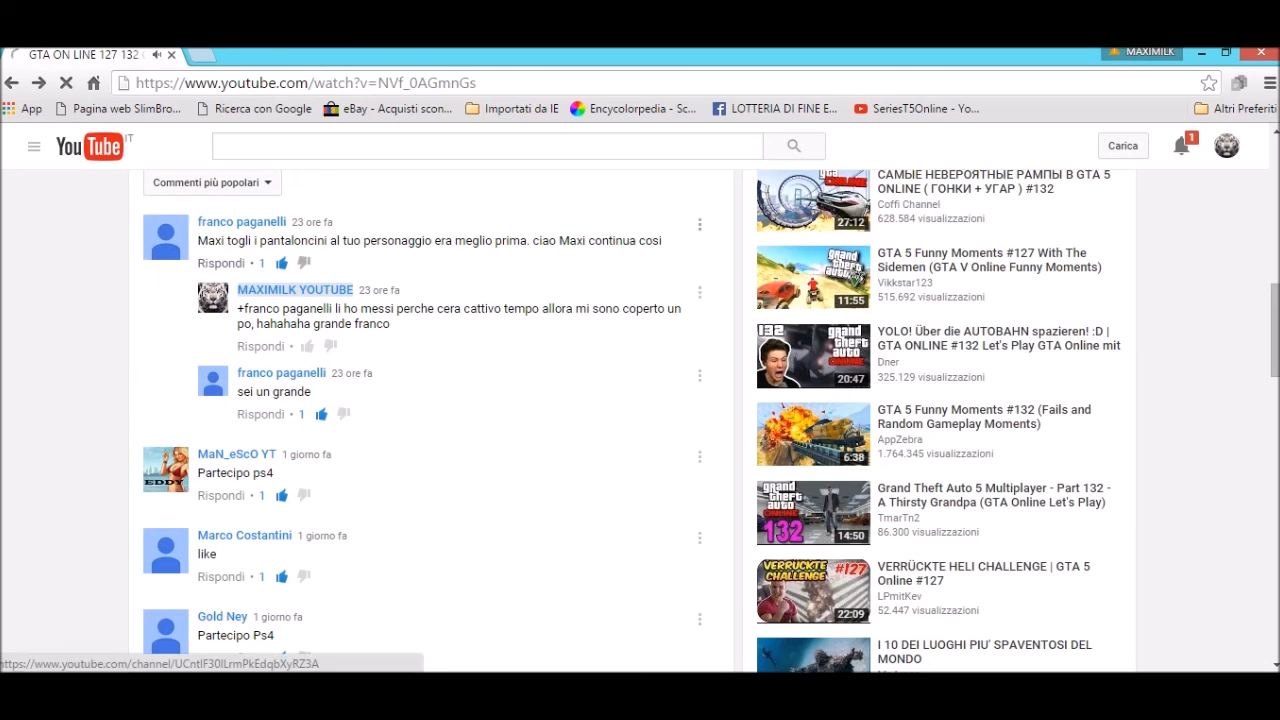 GTA ON LINE 127 132
MAXIMILK
https://www.youtube.com/watch?v=NVf_0AGmnGs
App
Pagina web SlimBro...
Ricerca con Google
eBay - Acquisti scon...
Importati da IE
Encycolorpedia - Sc...
LOTTERIA DI FINE E...
SeriesT5Online - Yo...
Altri Preferiti
YouTube IT
Carica
1
Commenti più popolari
franco paganelli 23 ore fa
Maxi togli i pantaloncini al tuo personaggio era meglio prima. ciao Maxi continua cosi
Rispondi • 1
MAXIMILK YOUTUBE 23 ore fa
+franco paganelli li ho messi perche cera cattivo tempo allora mi sono coperto un
po, hahahaha grande franco
Rispondi •
franco paganelli 23 ore fa
sei un grande
Rispondi • 1
EDDY
MaN_eScO YT 1 giorno fa
Partecipo ps4
Rispondi • 1
Marco Costantini 1 giorno fa
like
Rispondi • 1
Gold Ney 1 giorno fa
Partecipo Ps4
https://www.youtube.com/channel/UCntIF30ILrmPkEdqbXyRZ3A
27:12
САМЫЕ НЕВЕРОЯТНЫЕ РАМПЫ В GTA 5
ONLINE ( ГОНКИ + УГАР ) #132
Coffi Channel
628.584 visualizzazioni
11:55
GTA 5 Funny Moments #127 With The
Sidemen (GTA V Online Funny Moments)
Vikkstar123
515.692 visualizzazioni
132
grand
theft
auto
20:47
YOLO! Über die AUTOBAHN spazieren! :D |
GTA ONLINE #132 Let's Play GTA Online mit
Dner
325.129 visualizzazioni
6:38
GTA 5 Funny Moments #132 (Fails and
Random Gameplay Moments)
AppZebra
1.764.345 visualizzazioni
grand
theft
auto
132
14:50
Grand Theft Auto 5 Multiplayer - Part 132 -
A Thirsty Grandpa (GTA Online Let's Play)
TmarTn2
86.300 visualizzazioni
VERRÜCKTE
CHALLENGE
#127
22:09
VERRÜCKTE HELI CHALLENGE | GTA 5
Online #127
LPmitKev
52.447 visualizzazioni
I 10 DEI LUOGHI PIU' SPAVENTOSI DEL
MONDO